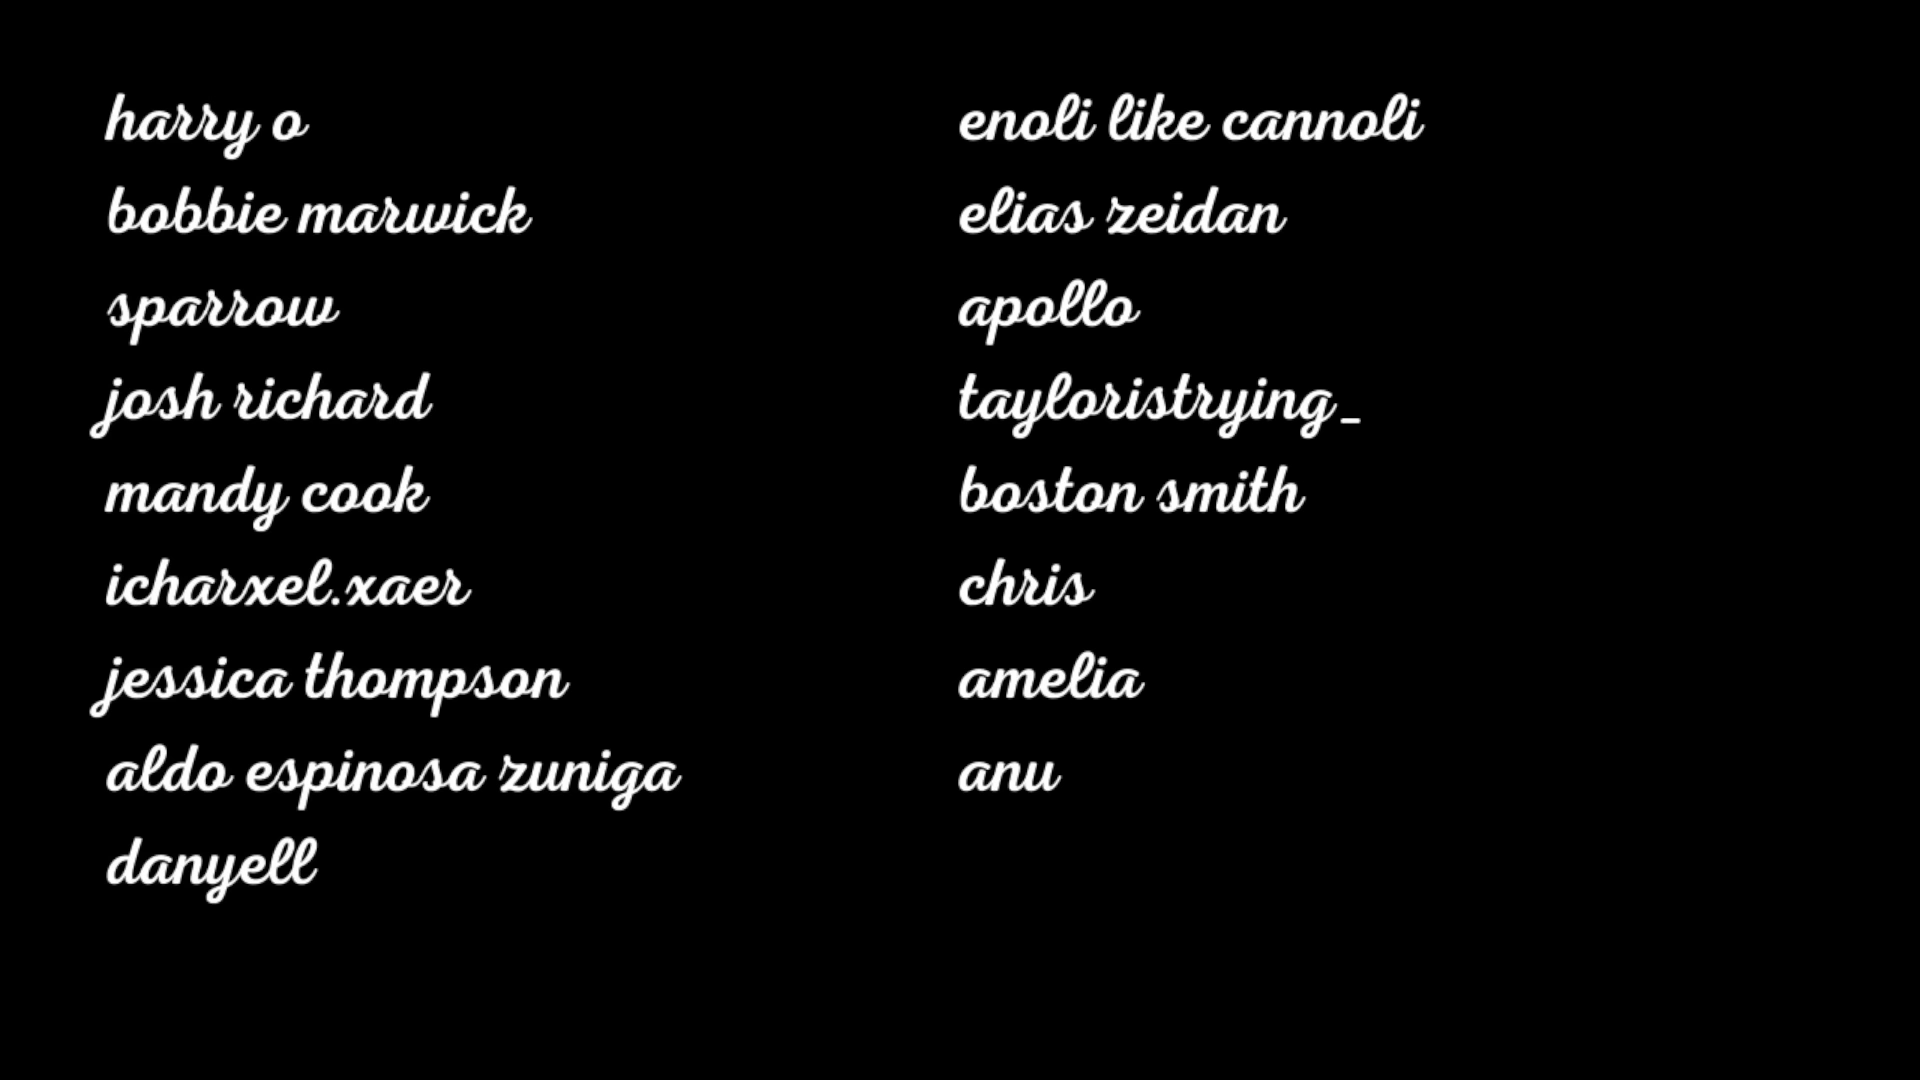 harry o
bobbie marwick
sparrow
josh richard
mandy cook
icharxel.xaer
jessica thompson
aldo espinosa zuniga
danyell
enoli like cannoli
elias zeidan
apollo
tayloristrying_
boston smith
chris
amelia
anu